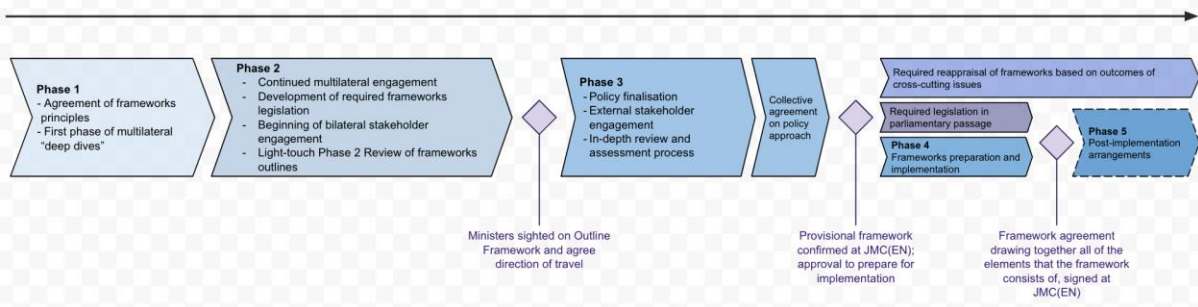 Phase 1
- Agreement of frameworks
principles
- First phase of multilateral
"deep dives"
Phase 2
- Continued multilateral engagement
- Development of required frameworks
legislation
- Beginning of bilateral stakeholder
engagement
- Light-touch Phase 2 Review of frameworks
outlines
Ministers sighted on Outline
Framework and agree
direction of travel
Phase 3
- Policy finalisation
- External stakeholder
engagement
- In-depth review and
assessment process
Collective
agreement
on policy
approach
Provisional framework
confirmed at JMC(EN);
approval to prepare for
implementation
Required reappraisal of frameworks based on outcomes of
cross-cutting issues
Required legislation in
parliamentary passage
Phase 4
Frameworks preparation and
implementation
Framework agreement
drawing together all of the
elements that the framework
consists of, signed at
JMC(EN)
Phase 5
Post-implementation
arrangements